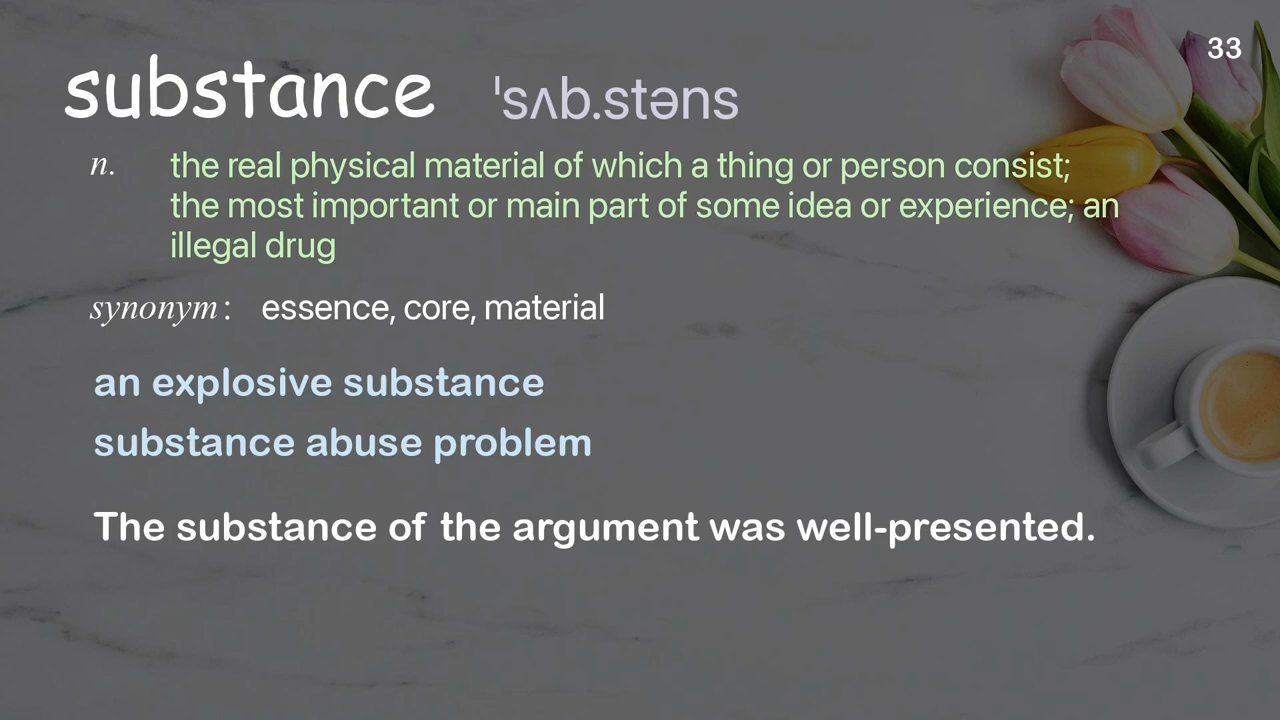 33
substance ˈsʌb.stəns
n. the real physical material of which a thing or person consist;
the most important or main part of some idea or experience; an
illegal drug
synonym: essence, core, material
an explosive substance
substance abuse problem
The substance of the argument was well-presented.